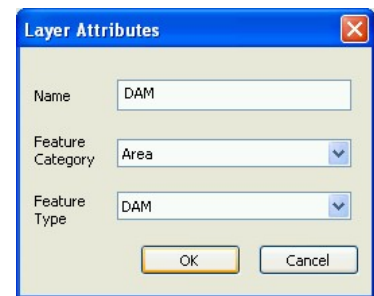 Layer Attributes
Name DAM
Feature
Category Area
Feature
Type DAM
OK Cancel